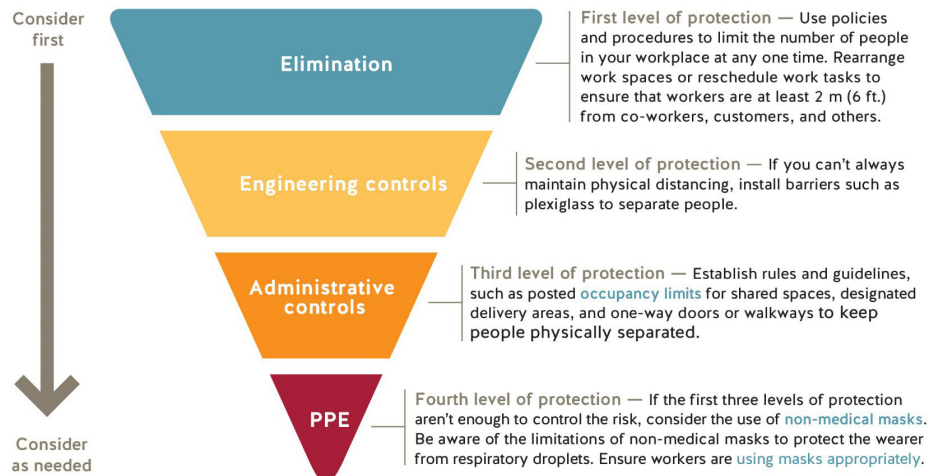 Consider
first
Elimination
First level of protection — Use policies
and procedures to limit the number of people
in your workplace at any one time. Rearrange
work spaces or reschedule work tasks to
ensure that workers are at least 2 m (6 ft.)
from co-workers, customers, and others.
Engineering controls
Second level of protection — If you can't always
maintain physical distancing, install barriers such as
plexiglass to separate people.
Administrative
controls
Third level of protection — Establish rules and guidelines,
such as posted occupancy limits for shared spaces, designated
delivery areas, and one-way doors or walkways to keep
people physically separated.
PPE
Fourth level of protection — If the first three levels of protection
aren't enough to control the risk, consider the use of non-medical masks.
Be aware of the limitations of non-medical masks to protect the wearer
from respiratory droplets. Ensure workers are using masks appropriately.
Consider
as needed